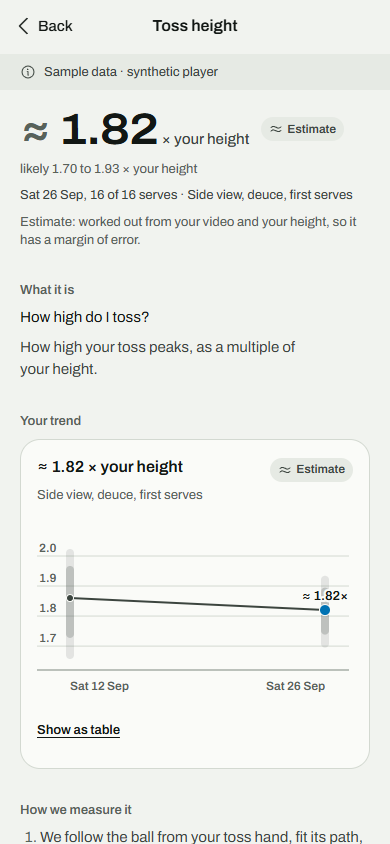 Back
Toss height
Sample data · synthetic player
≈ 1.82 × your height
≈ Estimate
likely 1.70 to 1.93 × your height
Sat 26 Sep, 16 of 16 serves · Side view, deuce, first serves
Estimate: worked out from your video and your height, so it
has a margin of error.
What it is
How high do I toss?
How high your toss peaks, as a multiple of
your height.
Your trend
≈ 1.82 × your height
≈ Estimate
Side view, deuce, first serves
2.0
1.9
≈ 1.82×
1.8
1.7
Sat 12 Sep
Sat 26 Sep
Show as table
How we measure it
1. We follow the ball from your toss hand, fit its path,